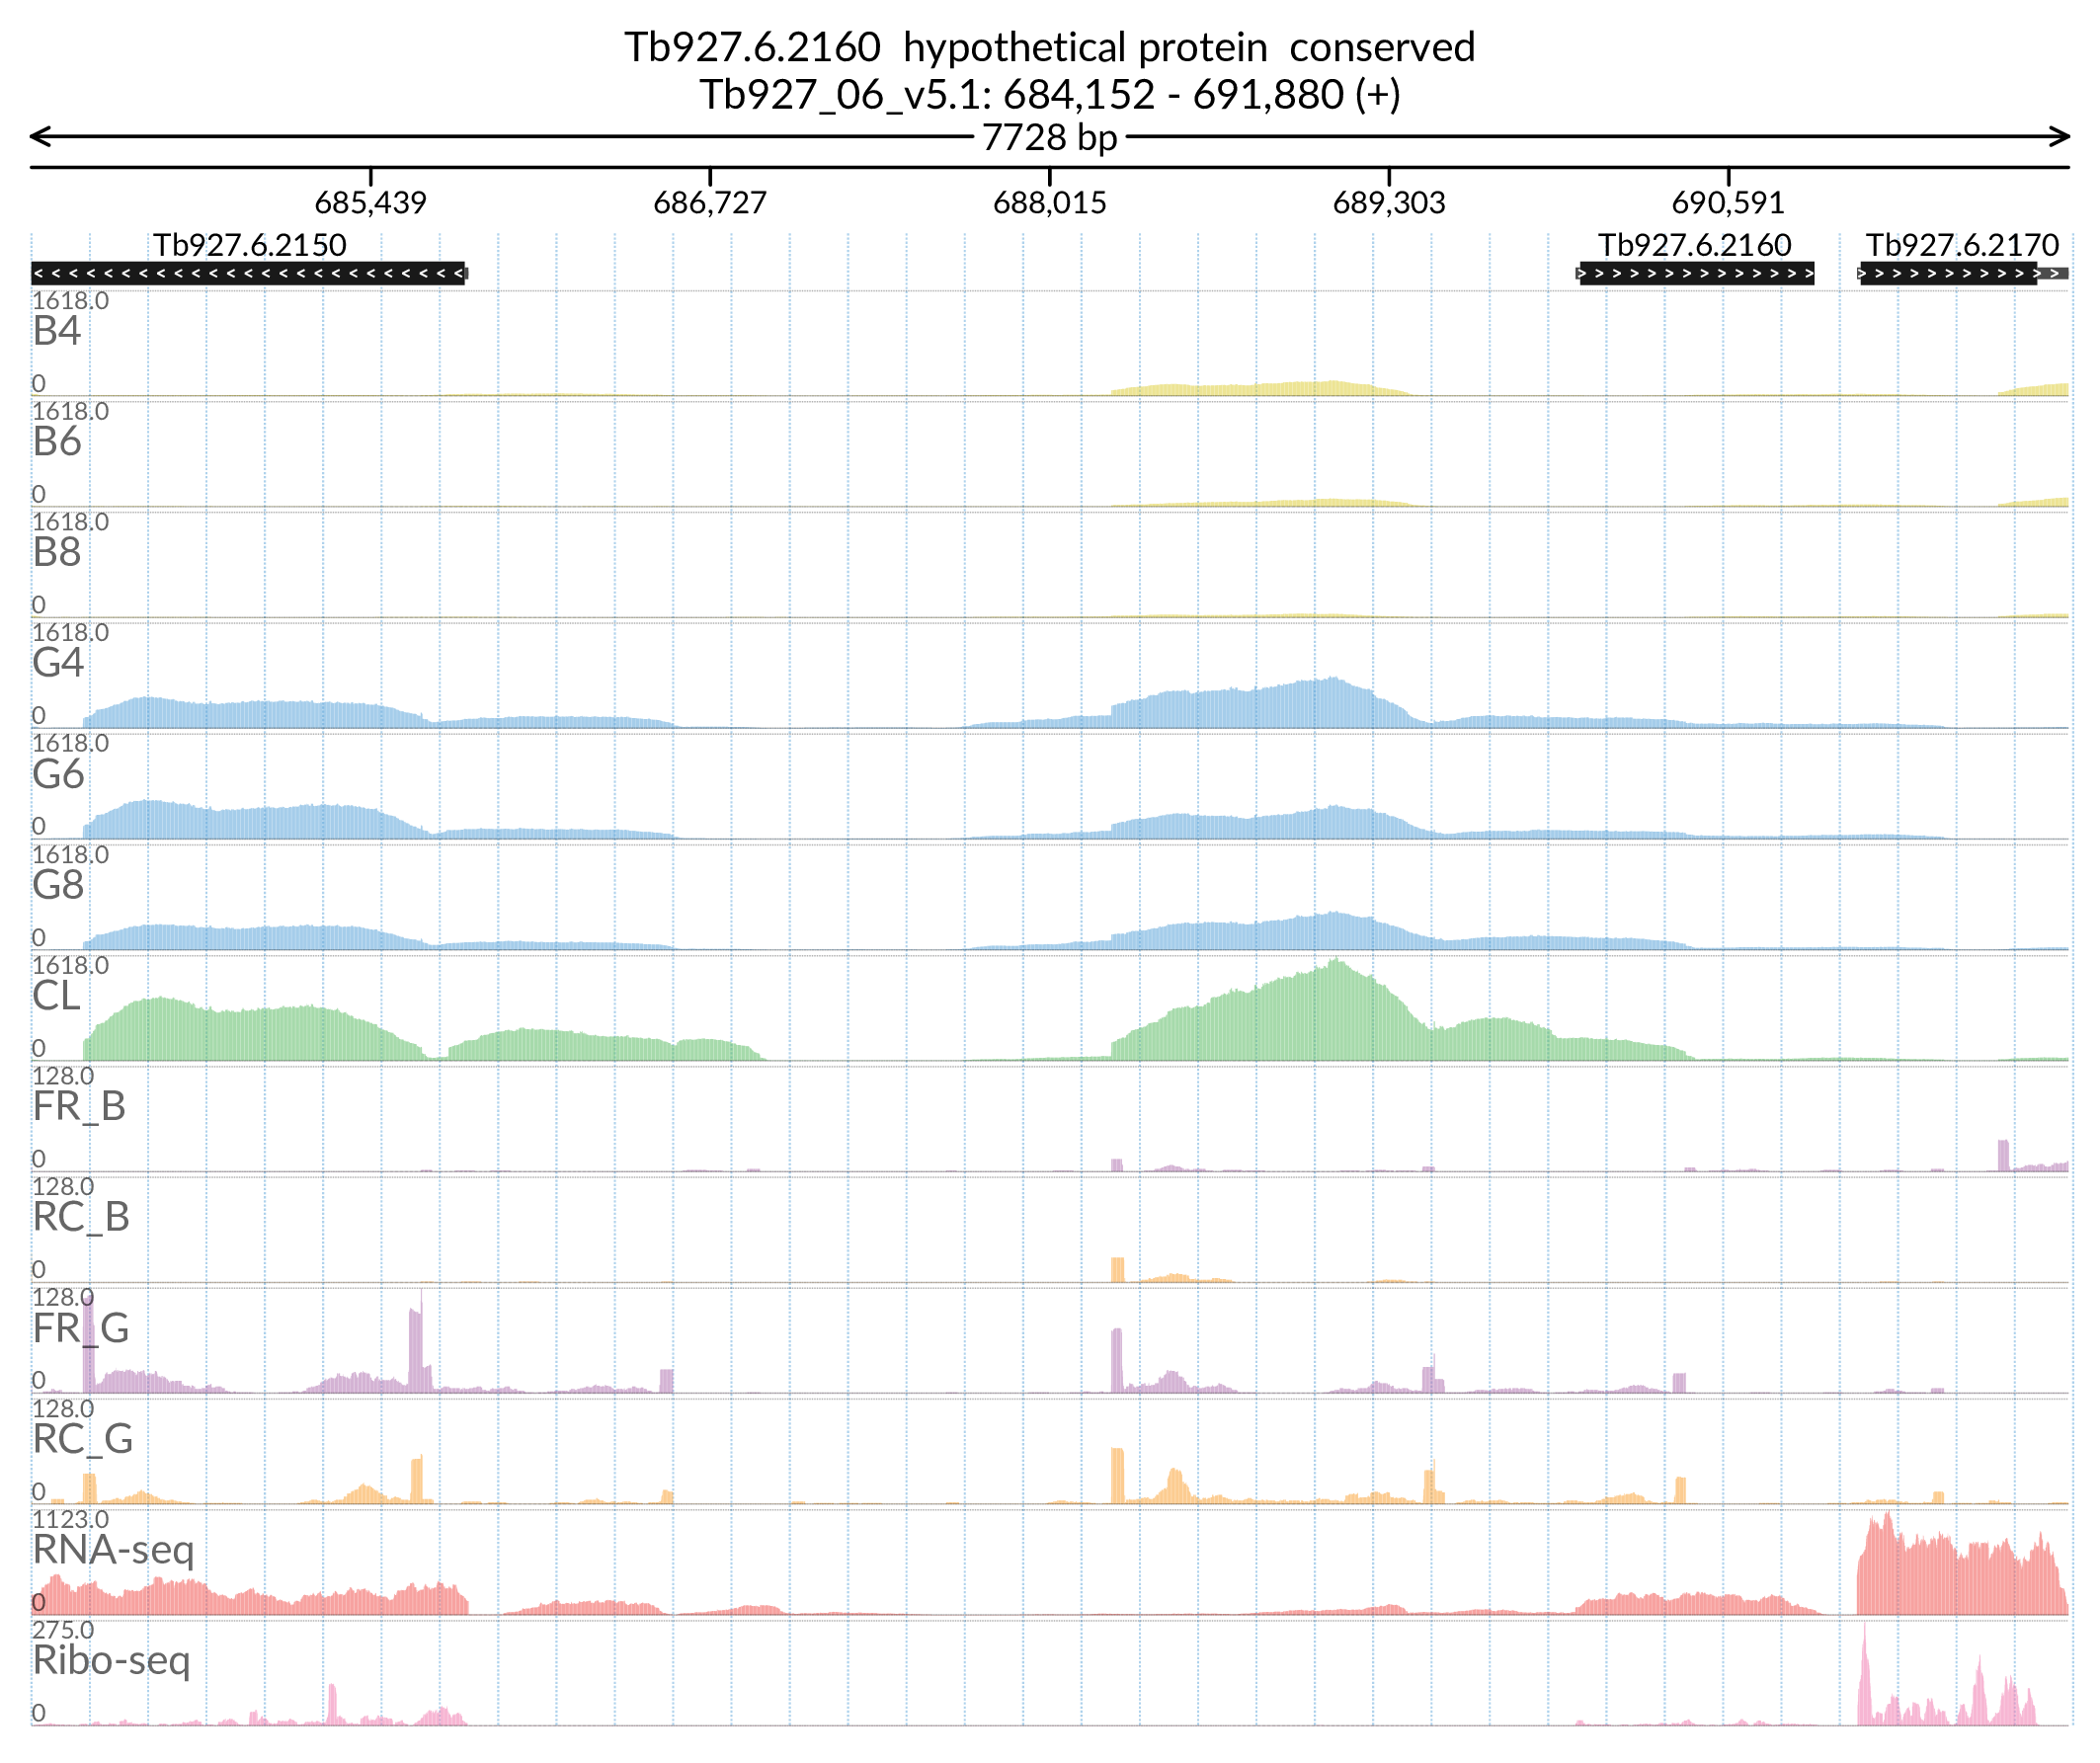 Tb927.6.2160 hypothetical protein conserved
Tb927_06_v5.1: 684,152 - 691,880 (+)
7728 bp
685,439 686,727 688,015 689,303 690,591
Tb927.6.2150 Tb927.6.2160 Tb927.6.2170
1618.0
B4
0
1618.0
B6
0
1618.0
B8
0
1618.0
G4
0
1618.0
G6
0
1618.0
G8
0
1618.0
CL
0
128.0
FR_B
0
128.0
RC_B
0
128.0
FR_G
0
128.0
RC_G
0
1123.0
RNA-seq
0
275.0
Ribo-seq
0